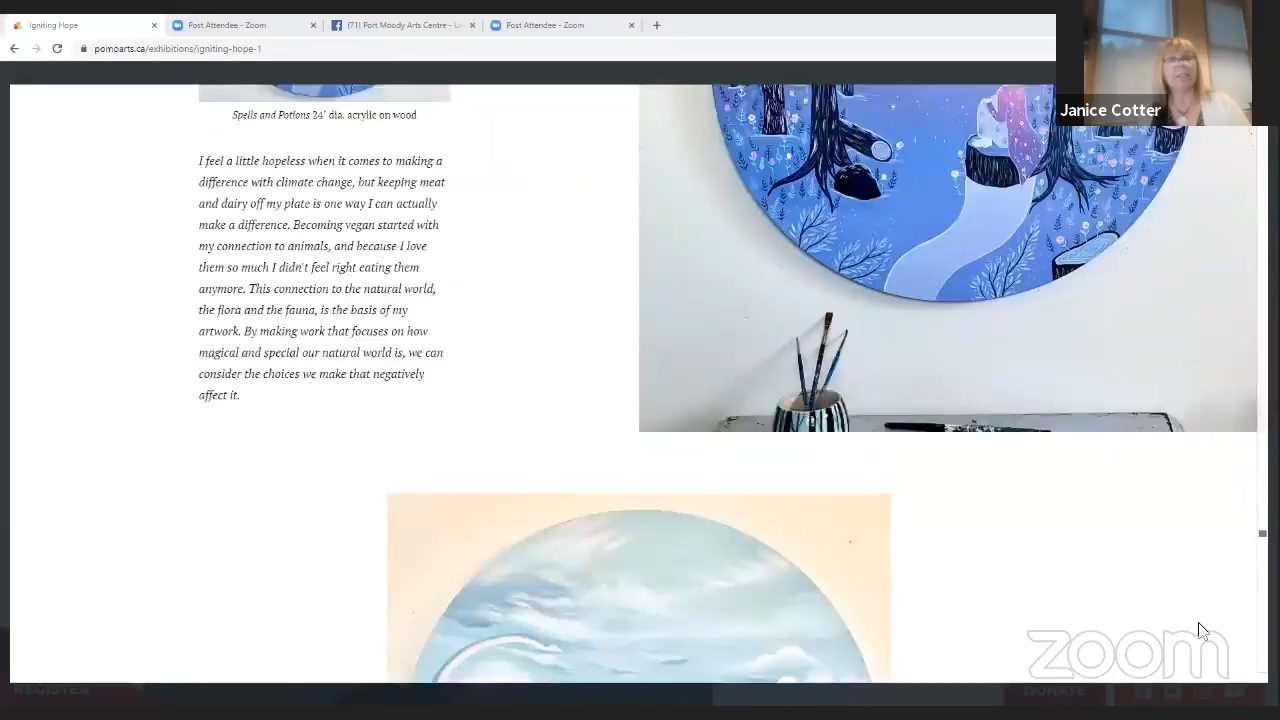 Igniting Hope
Post Attendee - Zoom
(71) Port Moody Arts Centre - Li
Post Attendee - Zoom
pomoarts.ca/exhibitions/igniting-hope-1
Janice Cotter
Spells and Potions 24" dia. acrylic on wood
I feel a little hopeless when it comes to making a
difference with climate change, but keeping meat
and dairy off my plate is one way I can actually
make a difference. Becoming vegan started with
my connection to animals, and because I love
them so much I didn't feel right eating them
anymore. This connection to the natural world,
the flora and the fauna, is the basis of my
artwork. By making work that focuses on how
magical and special our natural world is, we can
consider the choices we make that negatively
affect it.
zoom
REGISTER
DONATE